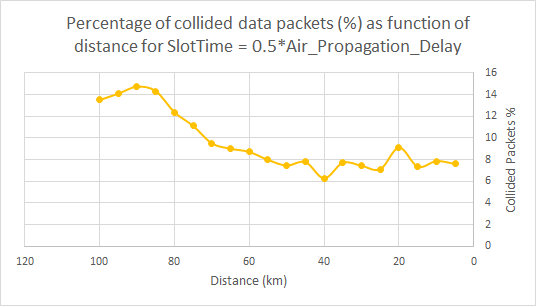 Percentage of collided data packets (%) as function of
distance for SlotTime = 0.5*Air_Propagation_Delay
16
14
12
10
8
6
4
2
0
Collided Packets %
120 100 80 60 40 20 0
Distance (km)